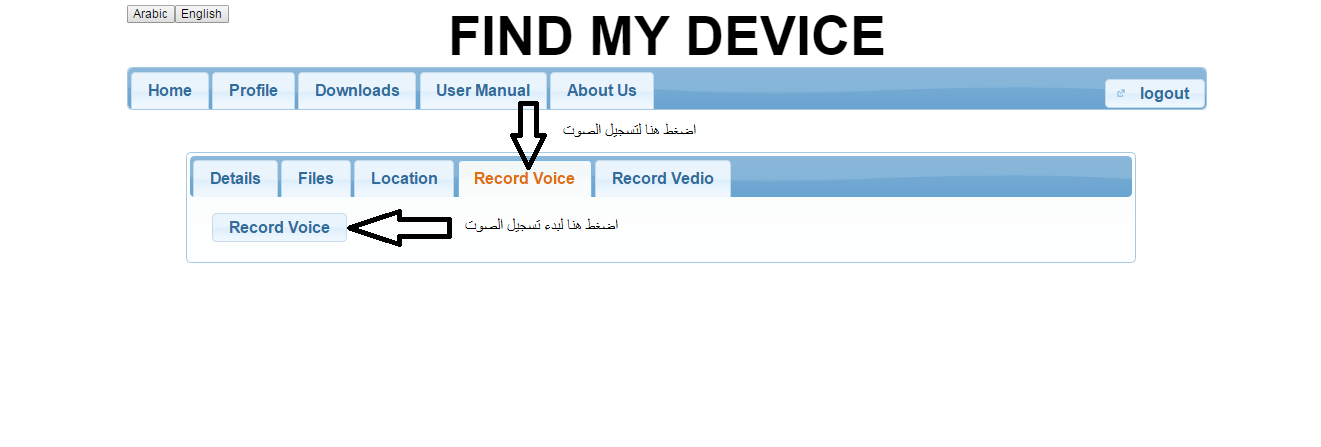 Arabic English
FIND MY DEVICE
Home Profile Downloads User Manual About Us logout
اضغط هنا لتسجيل الصوت
Details Files Location Record Voice Record Vedio
Record Voice اضغط هنا لبدء تسجيل الصوت